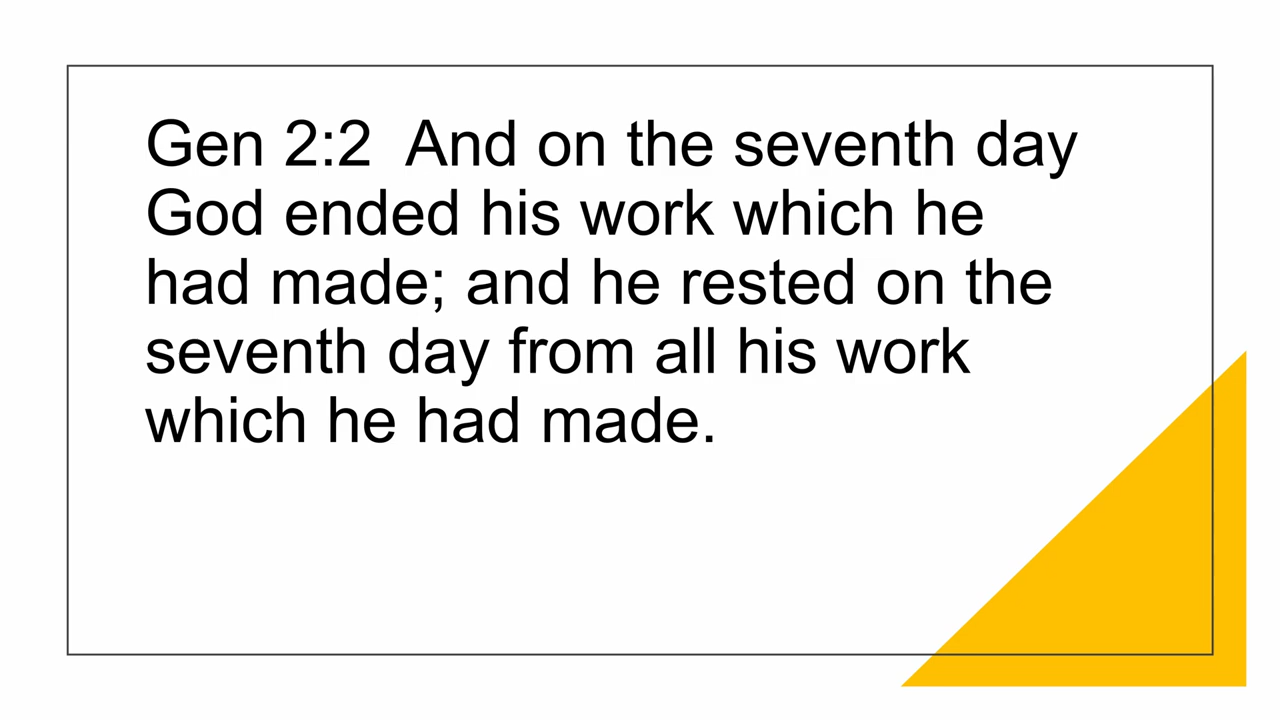 Gen 2:2  And on the seventh day
God ended his work which he
had made; and he rested on the
seventh day from all his work
which he had made.